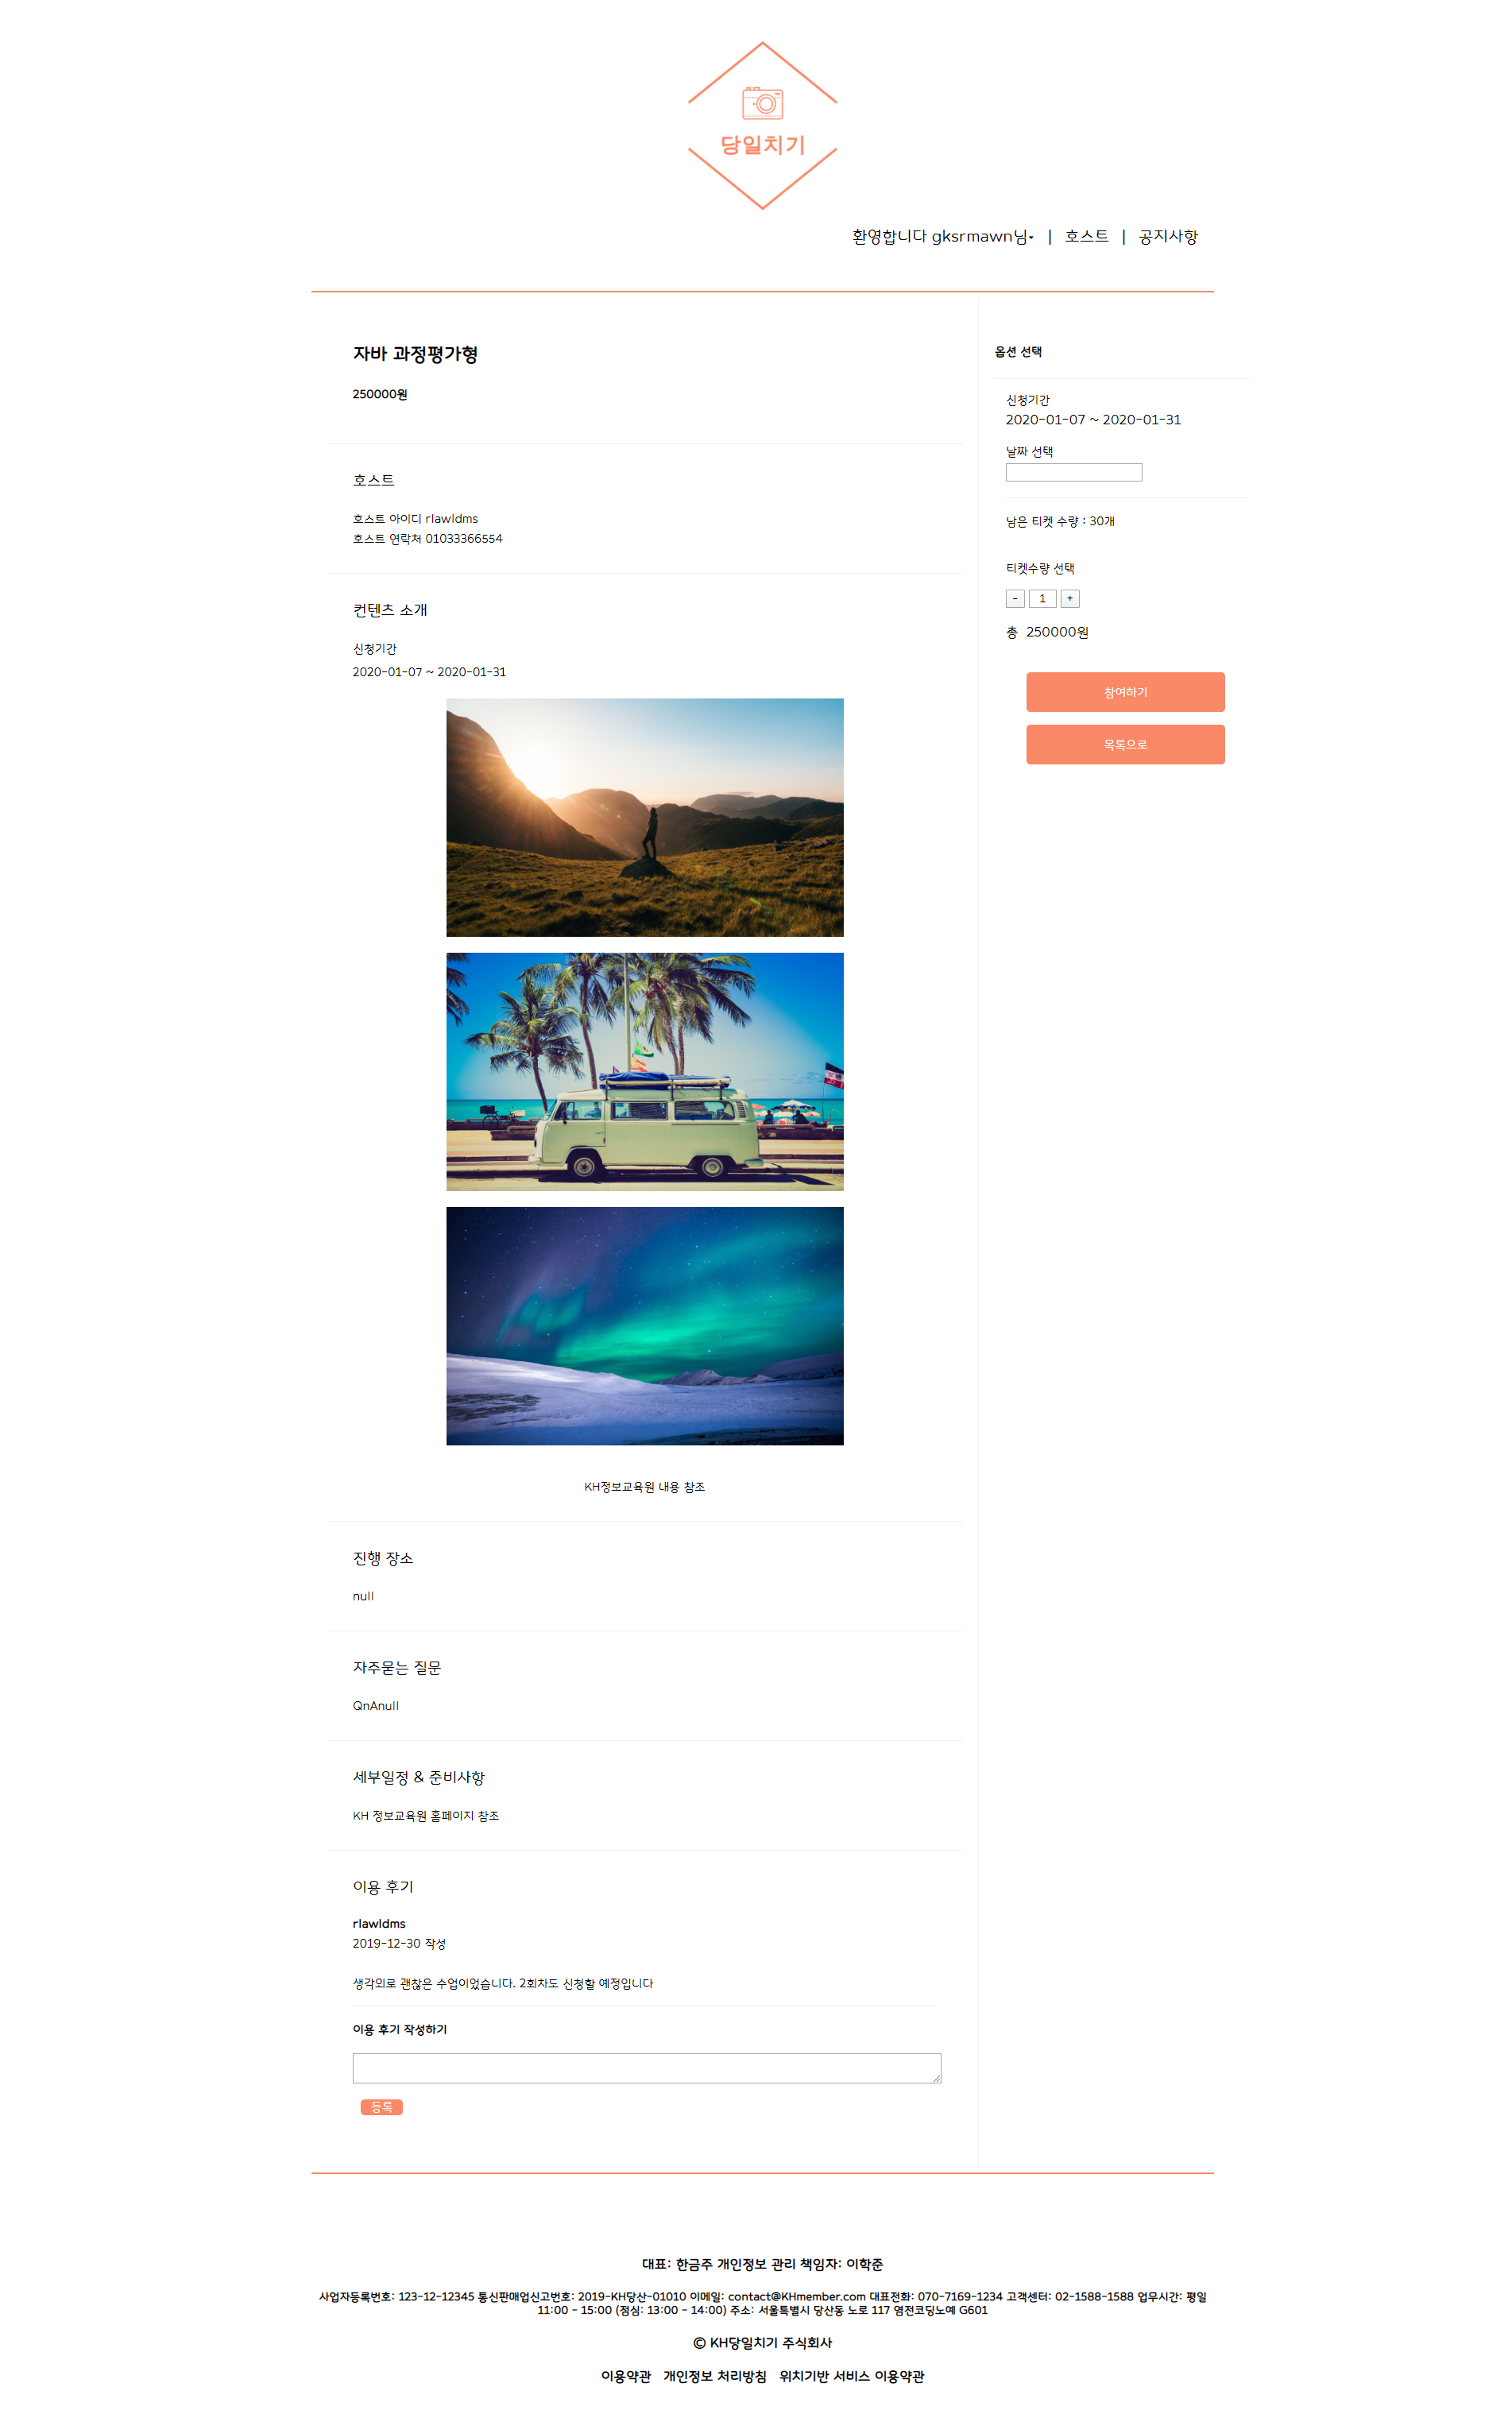 당일치기
환영합니다 gksrmawn님 | 호스트 | 공지사항
자바 과정평가형
250000원
호스트
호스트 아이디 rlawldms
호스트 연락처 01033366554
컨텐츠 소개
신청기간
2020-01-07 ~ 2020-01-31
KH정보교육원 내용 참조
진행 장소
null
자주묻는 질문
QnAnull
세부일정 & 준비사항
KH 정보교육원 홈페이지 참조
이용 후기
rlawldms
2019-12-30 작성
생각외로 괜찮은 수업이었습니다. 2회차도 신청할 예정입니다
이용 후기 작성하기
등록
옵션 선택
신청기간
2020-01-07 ~ 2020-01-31
날짜 선택
남은 티켓 수량 : 30개
티켓수량 선택
- 1 +
총 250000원
참여하기
목록으로
대표: 한금주 개인정보 관리 책임자: 이학준
사업자등록번호: 123-12-12345 통신판매업신고번호: 2019-KH당산-01010 이메일: contact@KHmember.com 대표전화: 070-7169-1234 고객센터: 02-1588-1588 업무시간: 평일
11:00 - 15:00 (점심: 13:00 - 14:00) 주소: 서울특별시 당산동 노로 117 염전코딩노예 G601
© KH당일치기 주식회사
이용약관 개인정보 처리방침 위치기반 서비스 이용약관